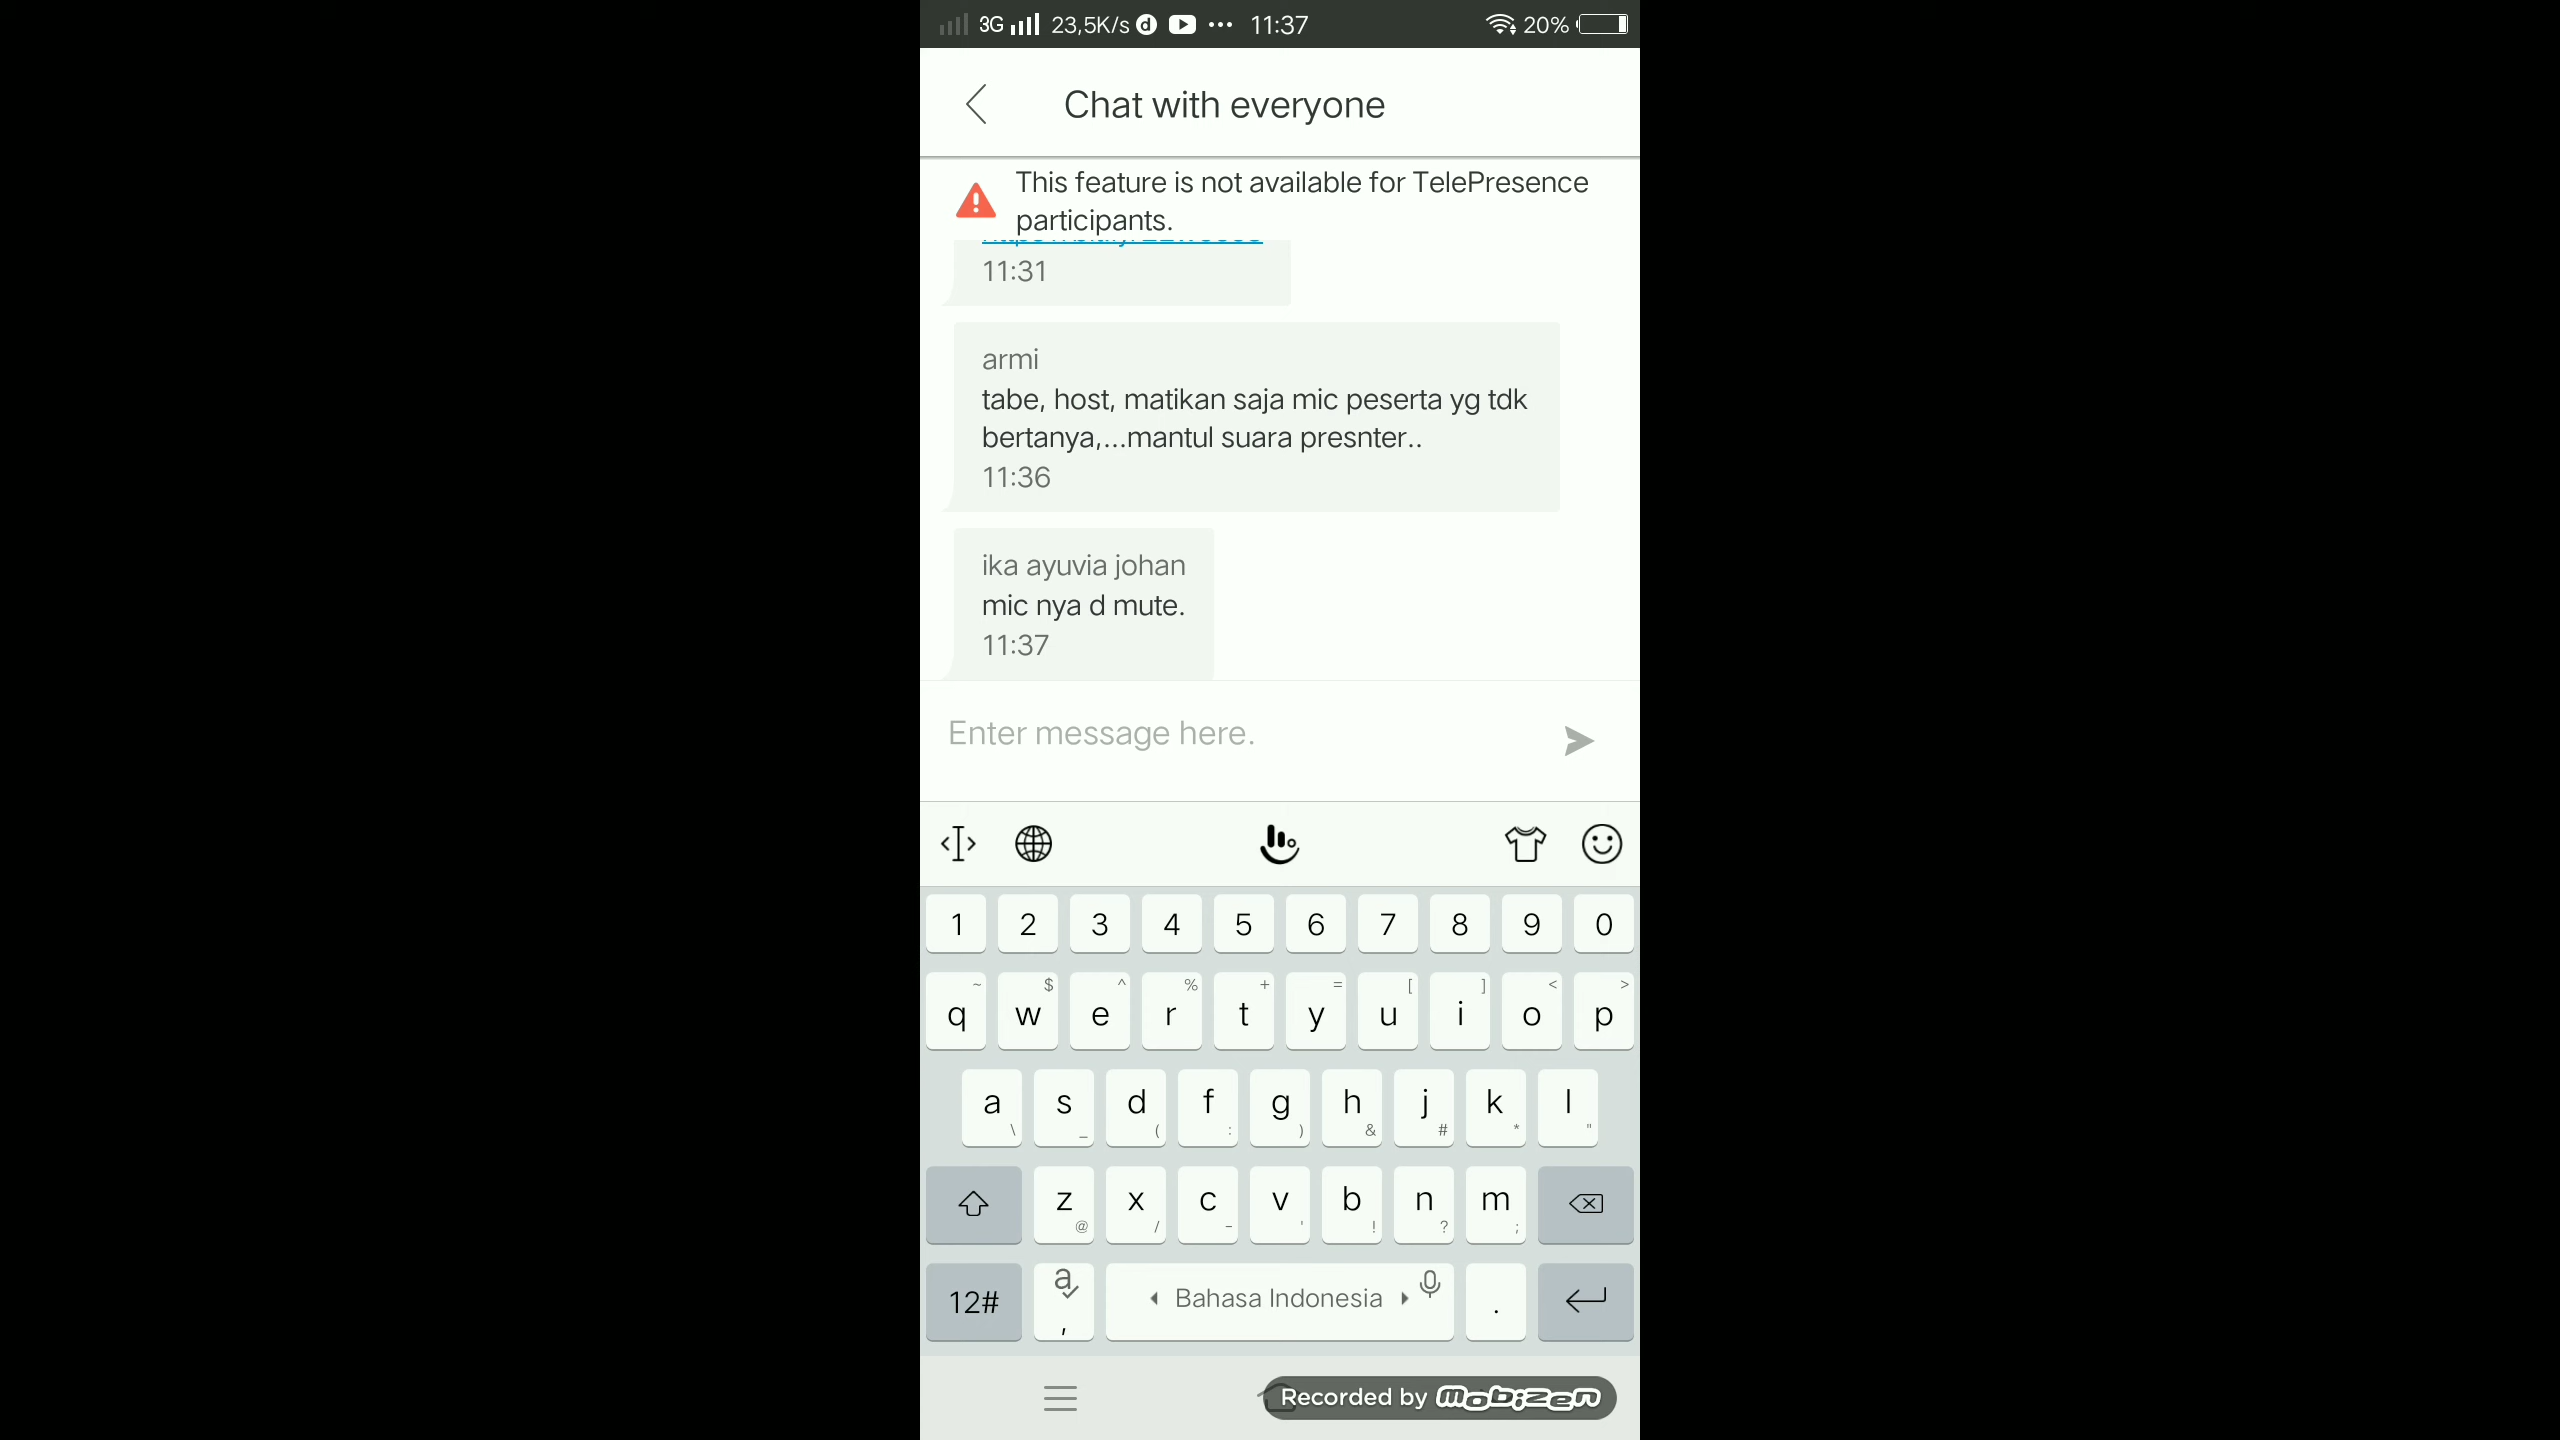 3G 23,5K/s 11:37 20%
Chat with everyone
This feature is not available for TelePresence
participants.
11:31
armi
tabe, host, matikan saja mic peserta yg tdk
bertanya,...mantul suara presnter..
11:36
ika ayuvia johan
mic nya d mute.
11:37
Enter message here.
1 2 3 4 5 6 7 8 9 0
~ $ ^ % + = [ ] < >
q w e r t y u i o p
a s d f g h j k l
\ _ ( : ) & # * "
z x c v b n m
@ / - ' ! ? ;
12# a , Bahasa Indonesia .
Recorded by mobizen